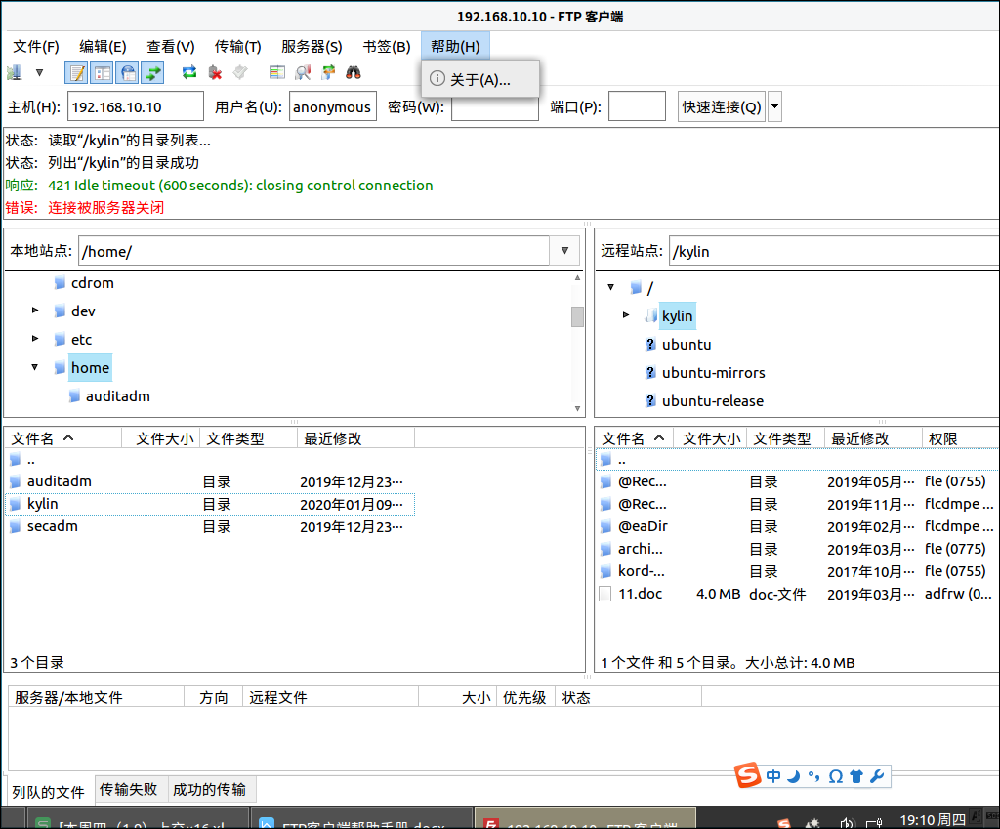 192.168.10.10 - FTP 客户端
文件(F) 编辑(E) 查看(V) 传输(T) 服务器(S) 书签(B) 帮助(H)
关于(A)...
主机(H): 192.168.10.10 用户名(U): anonymous 密码(W): 端口(P): 快速连接(Q)
状态: 读取“/kylin”的目录列表...
状态: 列出“/kylin”的目录成功
响应: 421 Idle timeout (600 seconds): closing control connection
错误: 连接被服务器关闭
本地站点: /home/
cdrom
dev
etc
home
auditadm
远程站点: /kylin
/
kylin
ubuntu
ubuntu-mirrors
ubuntu-release
文件名 文件大小 文件类型 最近修改
..
auditadm 目录 2019年12月23···
kylin 目录 2020年01月09···
secadm 目录 2019年12月23···
3 个目录
文件名 文件大小 文件类型 最近修改 权限
..
@Rec... 目录 2019年05月··· fle (0755)
@Rec... 目录 2019年11月··· flcdmpe ...
@eaDir 目录 2019年02月··· flcdmpe ...
archi... 目录 2019年03月··· fle (0775)
kord-... 目录 2017年10月··· fle (0755)
11.doc 4.0 MB doc-文件 2019年03月··· adfrw (0...
1 个文件 和 5 个目录。大小总计: 4.0 MB
服务器/本地文件 方向 远程文件 大小 优先级 状态
列队的文件 传输失败 成功的传输
S 中
FTP客户端帮助手册.docx
192.168.10.10 - FTP 客户端
19:10 周四